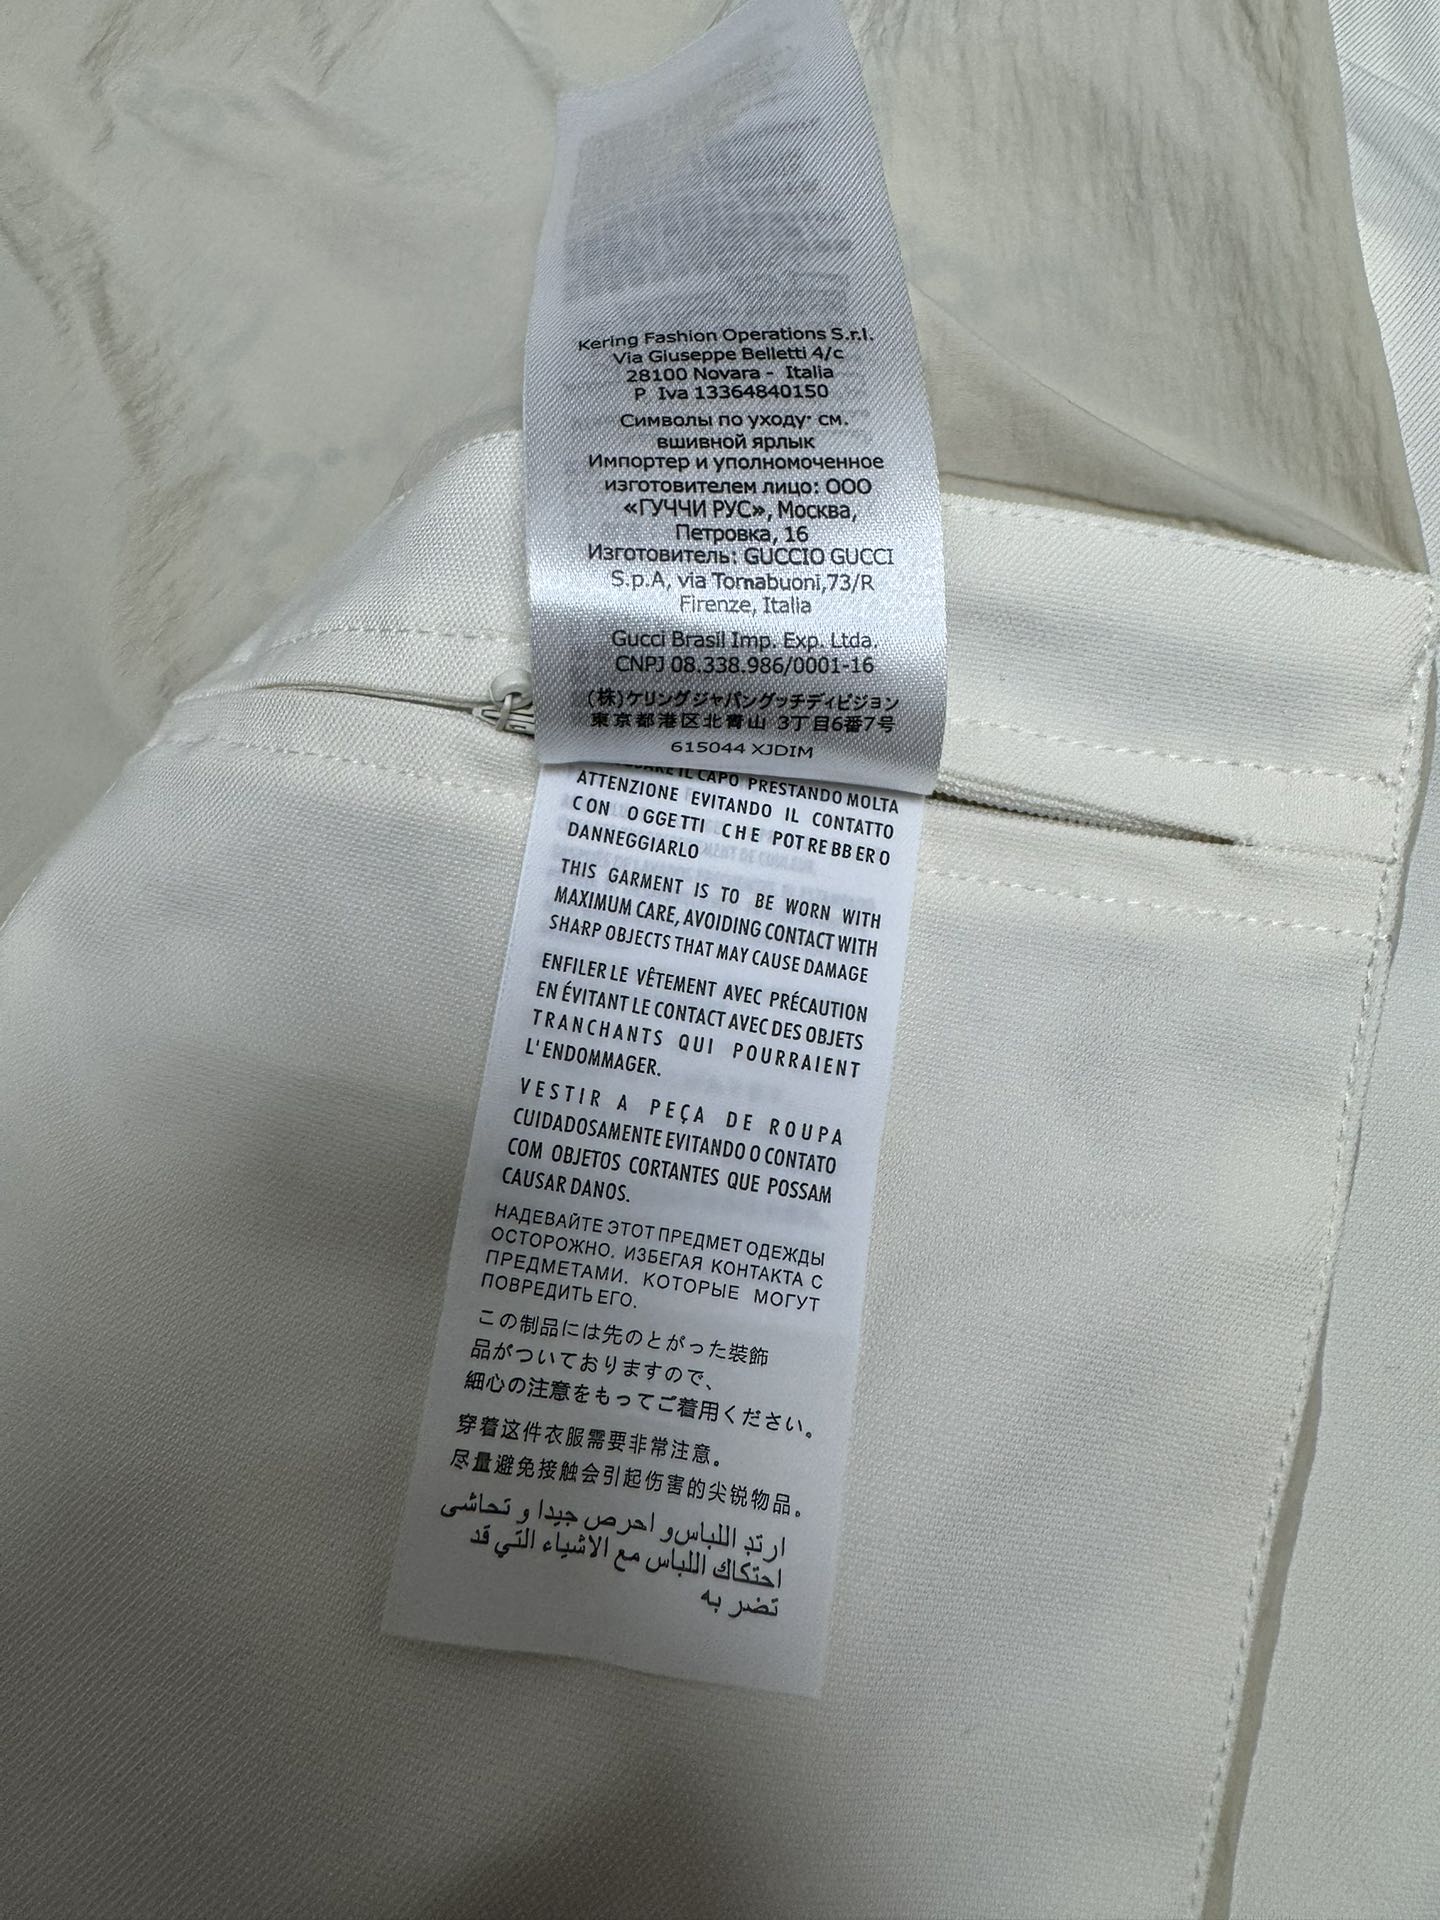 Kering Fashion Operations S.r.l.
Via Giuseppe Belletti 4/c
28100 Novara - Italia
P Iva 13364840150
Символы по уходу· см.
вшивной ярлык
Импортер и уполномоченное
изготовителем лицо: ООО
«ГУЧЧИ РУС», Москва,
Петровка, 16
Изготовитель: GUCCIO GUCCI
S.p.A, via Tornabuoni,73/R
Firenze, Italia
Gucci Brasil Imp. Exp. Ltda.
CNPJ 08.338.986/0001-16
(株)ケリングジャパングッチディビジョン
東京都港区北青山 3丁目6番7号
615044 XJDIM
IL CAPO PRESTANDO MOLTA
ATTENZIONE EVITANDO IL CONTATTO
CON OGGETTI CHE POTREBBERO
DANNEGGIARLO
THIS GARMENT IS TO BE WORN WITH
MAXIMUM CARE, AVOIDING CONTACT WITH
SHARP OBJECTS THAT MAY CAUSE DAMAGE
ENFILER LE VÊTEMENT AVEC PRÉCAUTION
EN ÉVITANT LE CONTACT AVEC DES OBJETS
TRANCHANTS QUI POURRAIENT
L'ENDOMMAGER.
VESTIR A PEÇA DE ROUPA
CUIDADOSAMENTE EVITANDO O CONTATO
COM OBJETOS CORTANTES QUE POSSAM
CAUSAR DANOS.
НАДЕВАЙТЕ ЭТОТ ПРЕДМЕТ ОДЕЖДЫ
ОСТОРОЖНО. ИЗБЕГАЯ КОНТАКТА С
ПРЕДМЕТАМИ. КОТОРЫЕ МОГУТ
ПОВРЕДИТЬ ЕГО.
この制品には先のとがった装飾
品がついておりますので、
細心の注意をもってご着用ください。
穿着这件衣服需要非常注意。
尽量避免接触会引起伤害的尖锐物品。
ارتدِ اللباس و احرص جيدا و تحاشى
احتكاك اللباس مع الاشياء التي قد
تضر به